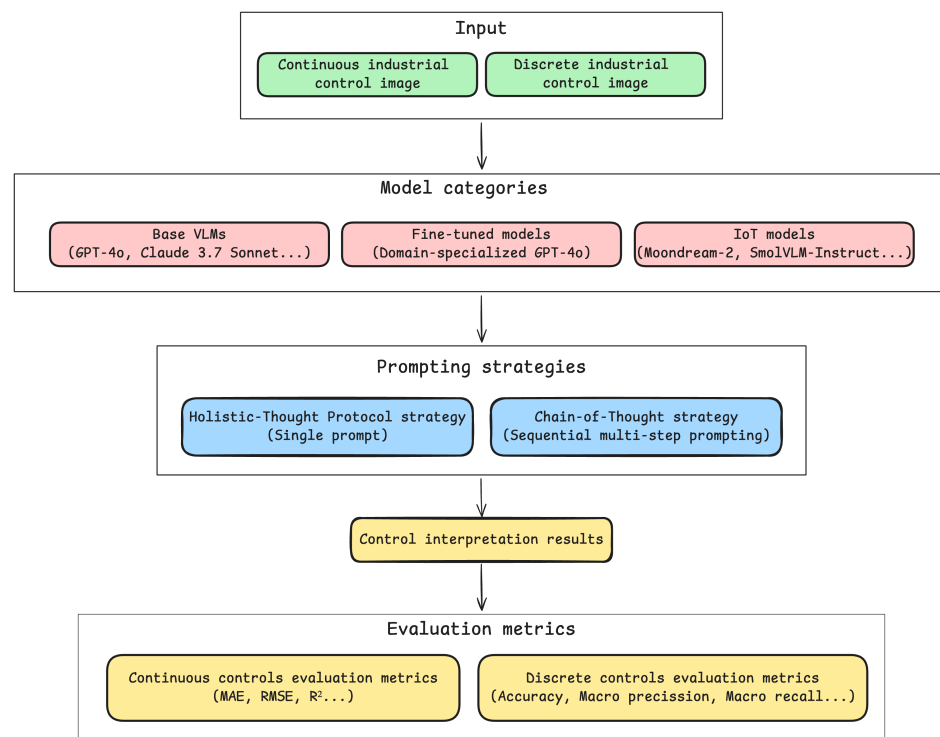 Input
Continuous industrial
control image
Discrete industrial
control image
Model categories
Base VLMs
(GPT-4o, Claude 3.7 Sonnet...)
Fine-tuned models
(Domain-specialized GPT-4o)
IoT models
(Moondream-2, SmolVLM-Instruct...)
Prompting strategies
Holistic-Thought Protocol strategy
(Single prompt)
Chain-of-Thought strategy
(Sequential multi-step prompting)
Control interpretation results
Evaluation metrics
Continuous controls evaluation metrics
(MAE, RMSE, R²...)
Discrete controls evaluation metrics
(Accuracy, Macro precission, Macro recall...)